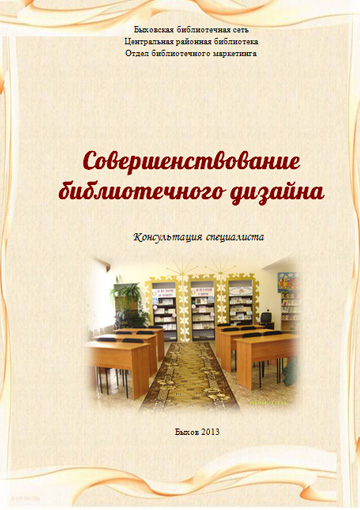 Быховская библиотечная сеть
Центральная районная библиотека
Отдел библиотечного маркетинга
Совершенствование
библиотечного дизайна
Консультация специалиста
Быхов 2013